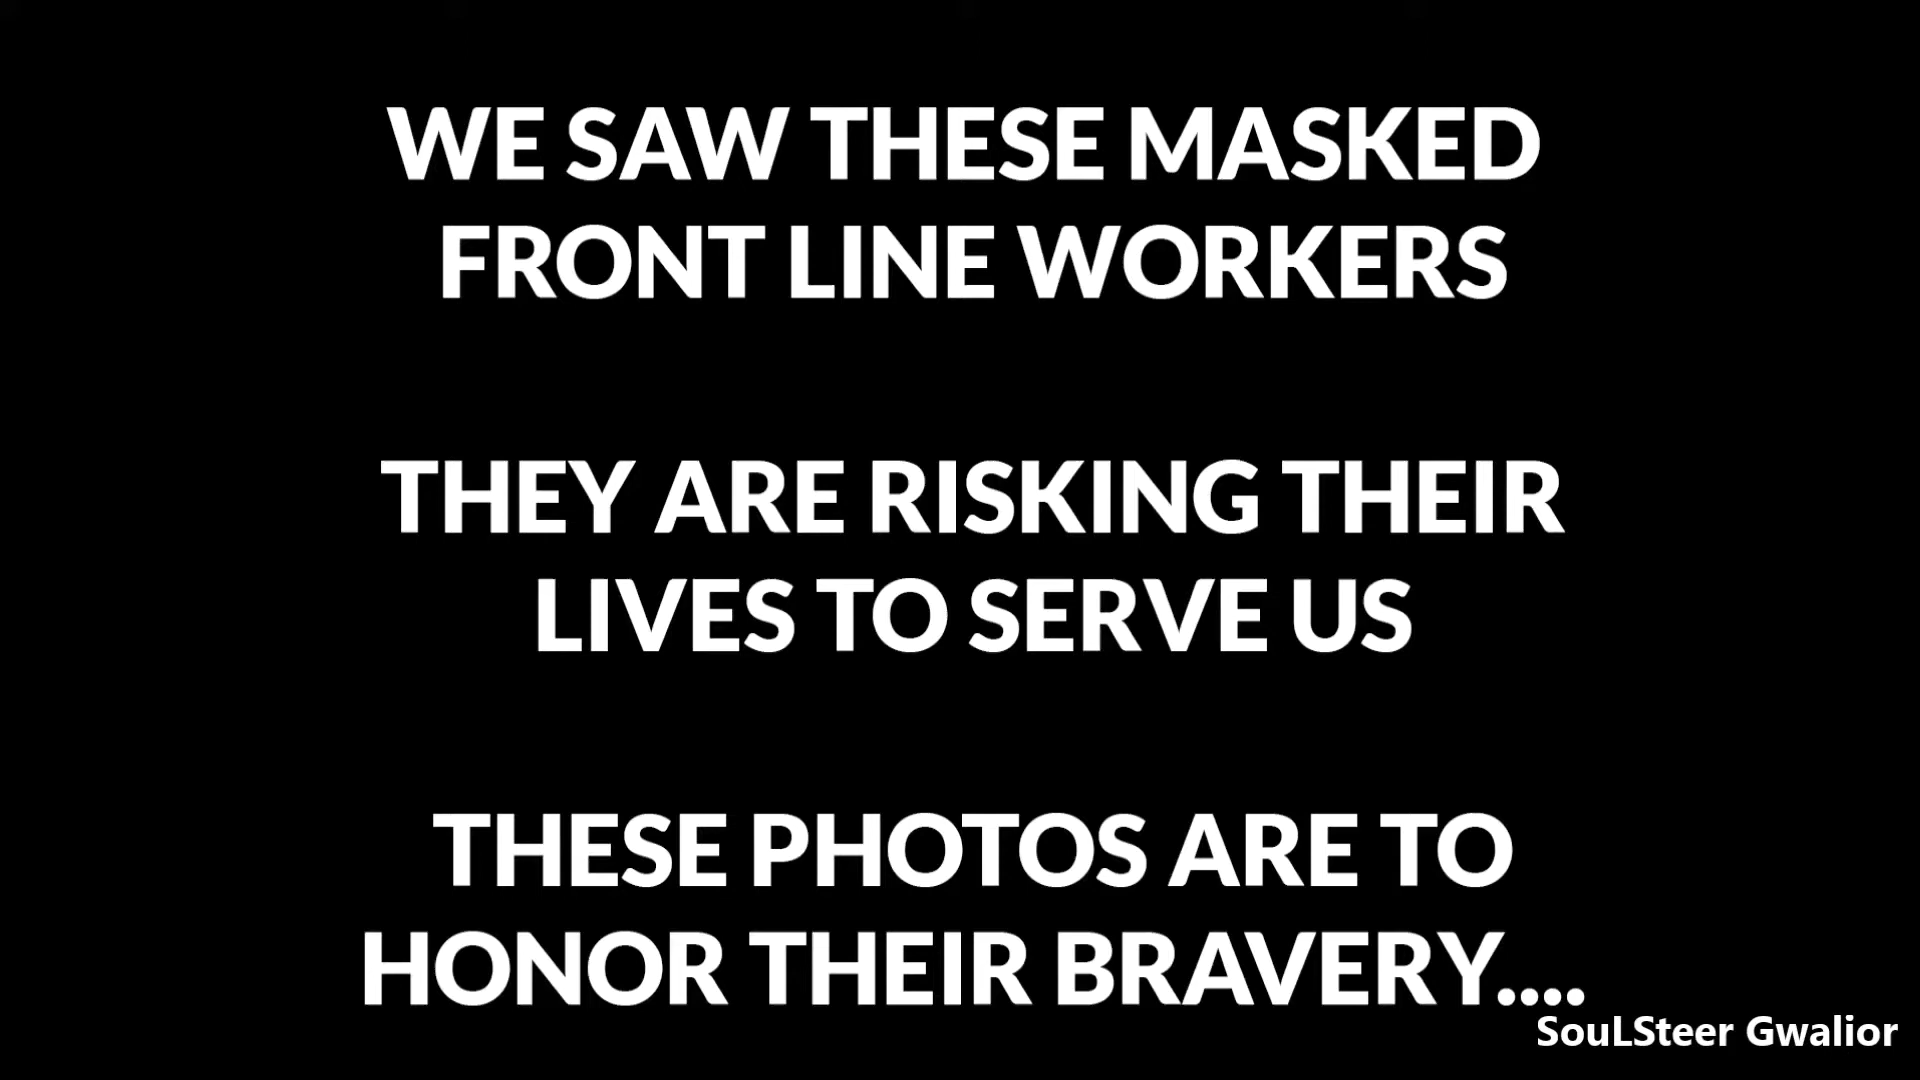 WE SAW THESE MASKED
FRONT LINE WORKERS
THEY ARE RISKING THEIR
LIVES TO SERVE US
THESE PHOTOS ARE TO
HONOR THEIR BRAVERY....
SouLSteer Gwalior